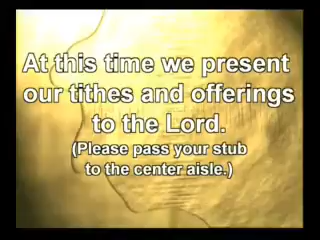 At this time we present
our tithes and offerings
to the Lord.
(Please pass your stub
to the center aisle.)